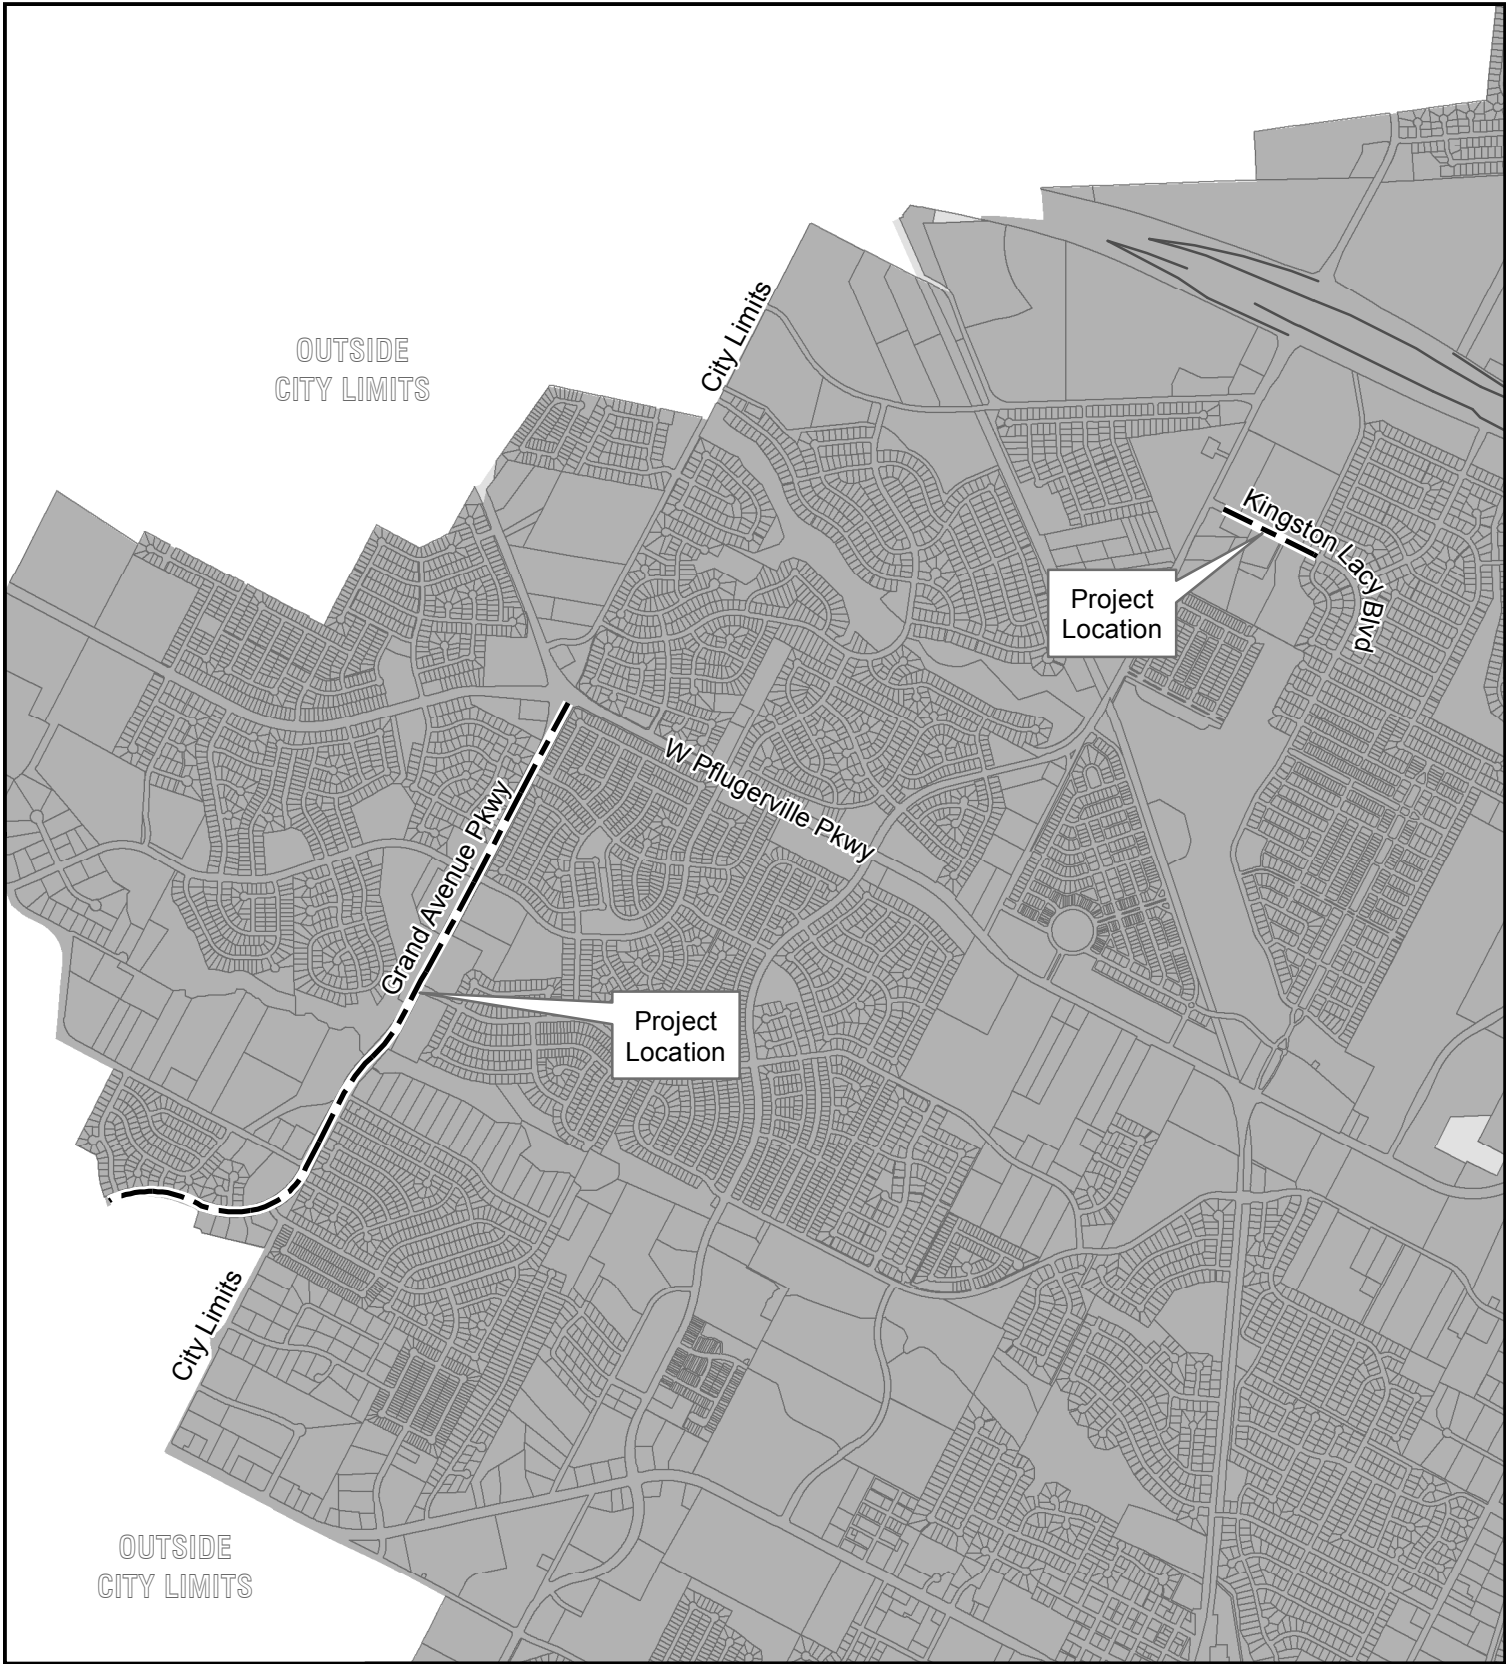 City Limits
OUTSIDE
CITY LIMITS
Kingston Lacy Blvd
Project
Location
W Pflugerville Pkwy
Grand Avenue Pkwy
Project
Location
City Limits
OUTSIDE
CITY LIMITS